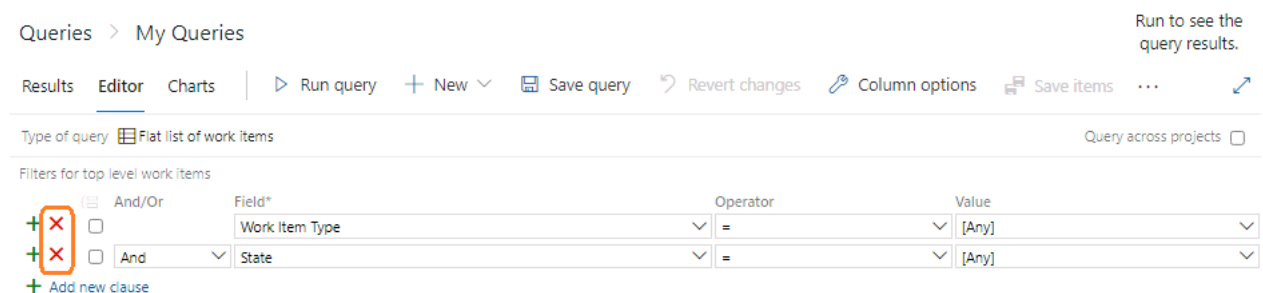 Queries > My Queries
Run to see the
query results.
Results Editor Charts Run query New Save query Revert changes Column options Save items ...
Type of query Flat list of work items Query across projects
Filters for top level work items
And/Or Field* Operator Value
Work Item Type = [Any]
And State = [Any]
Add new clause